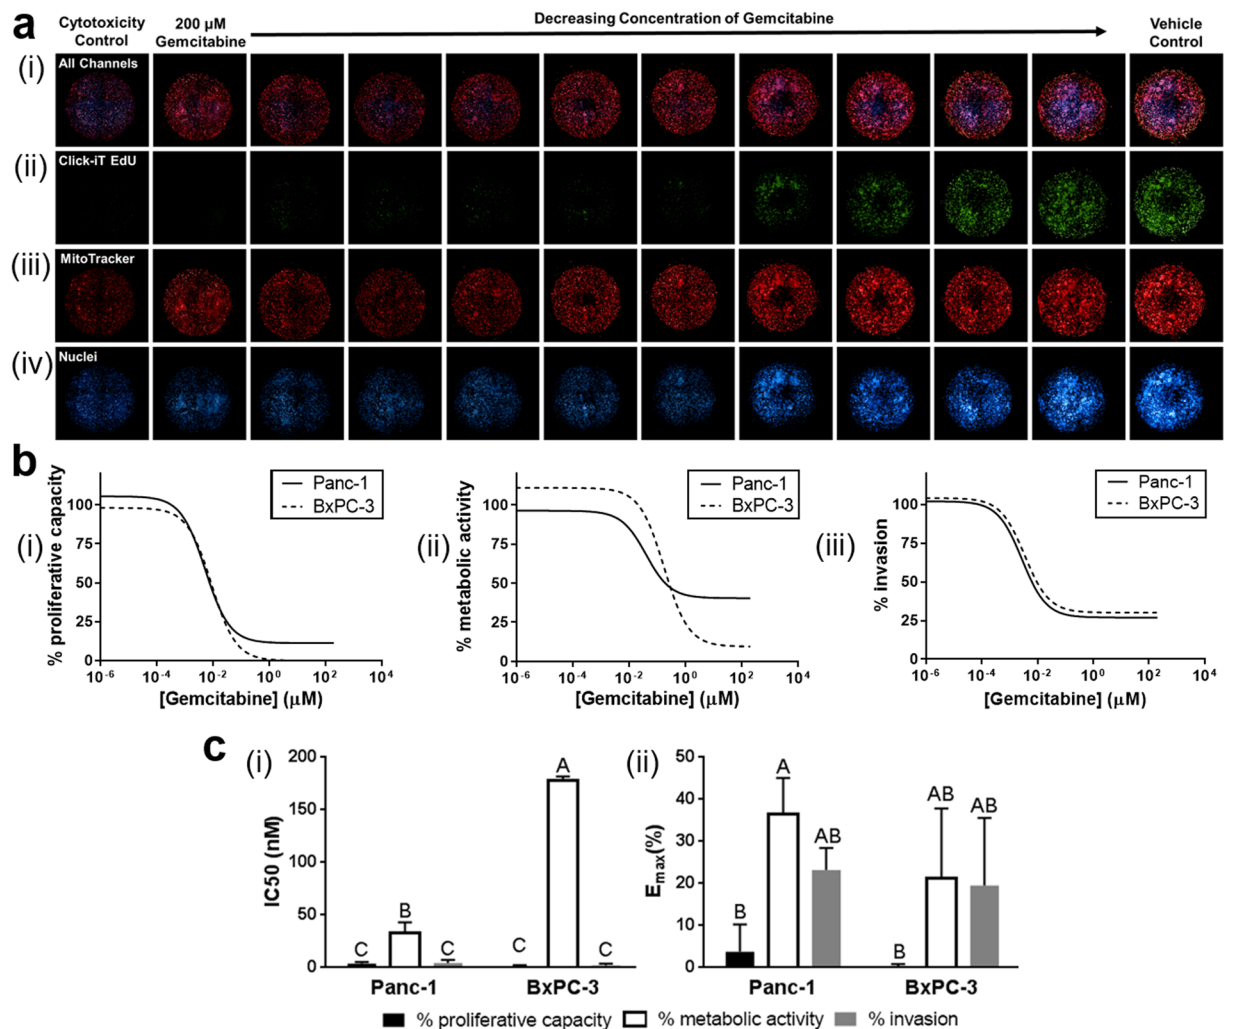 a
Cytotoxicity Control
200 µM Gemcitabine
Decreasing Concentration of Gemcitabine
Vehicle Control
(i)
All Channels
(ii)
Click-iT EdU
(iii)
MitoTracker
(iv)
Nuclei
b
(i)
% proliferative capacity
100
75
50
25
0
10-6 10-4 10-2 100 102 104
[Gemcitabine] (µM)
Panc-1
BxPC-3
(ii)
% metabolic activity
100
75
50
25
0
10-6 10-4 10-2 100 102 104
[Gemcitabine] (µM)
Panc-1
BxPC-3
(iii)
% invasion
100
75
50
25
0
10-6 10-4 10-2 100 102 104
[Gemcitabine] (µM)
Panc-1
BxPC-3
c
(i)
IC50 (nM)
200
150
100
50
0
C B C C A C
Panc-1 BxPC-3
(ii)
Emax(%)
50
40
30
20
10
0
B A AB B AB AB
Panc-1 BxPC-3
% proliferative capacity % metabolic activity % invasion